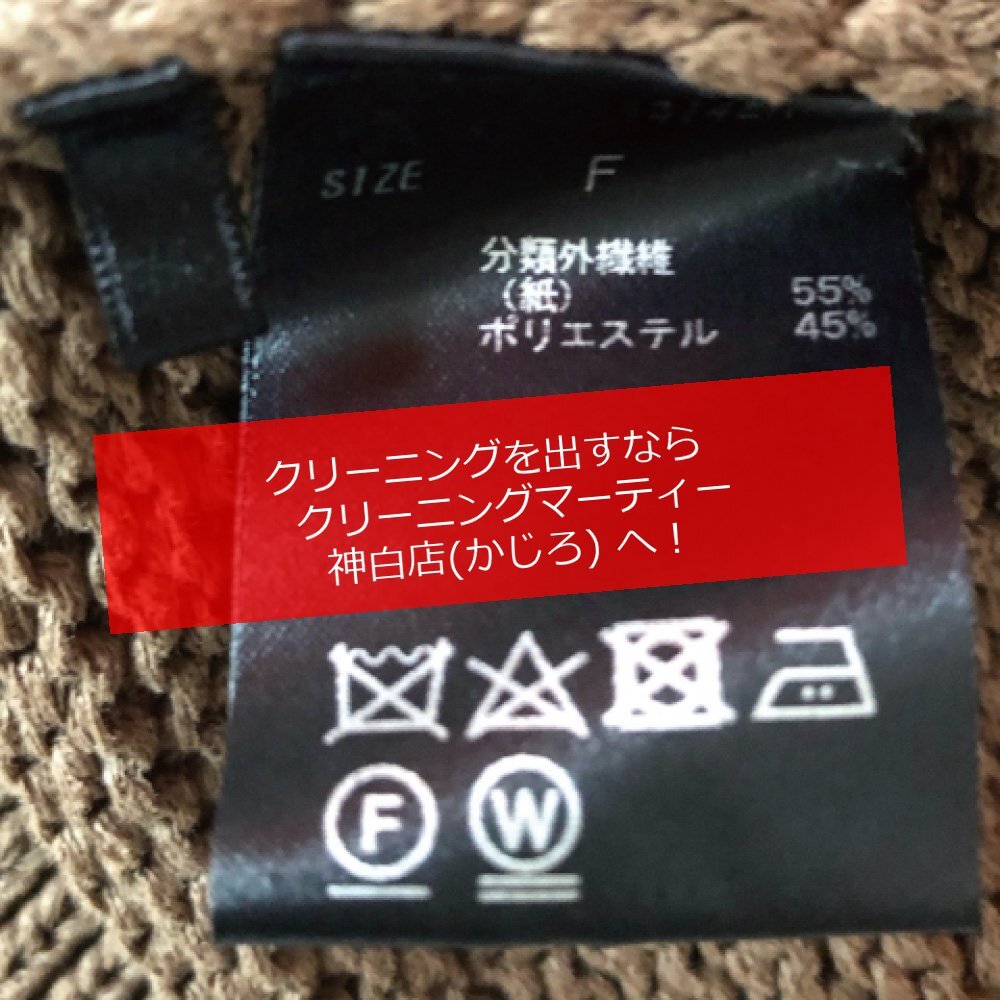 SIZE F
分類外繊維
(紙) 55%
ポリエステル 45%
クリーニングを出すなら
クリーニングマーティー
神白店(かじろ) へ！
F W